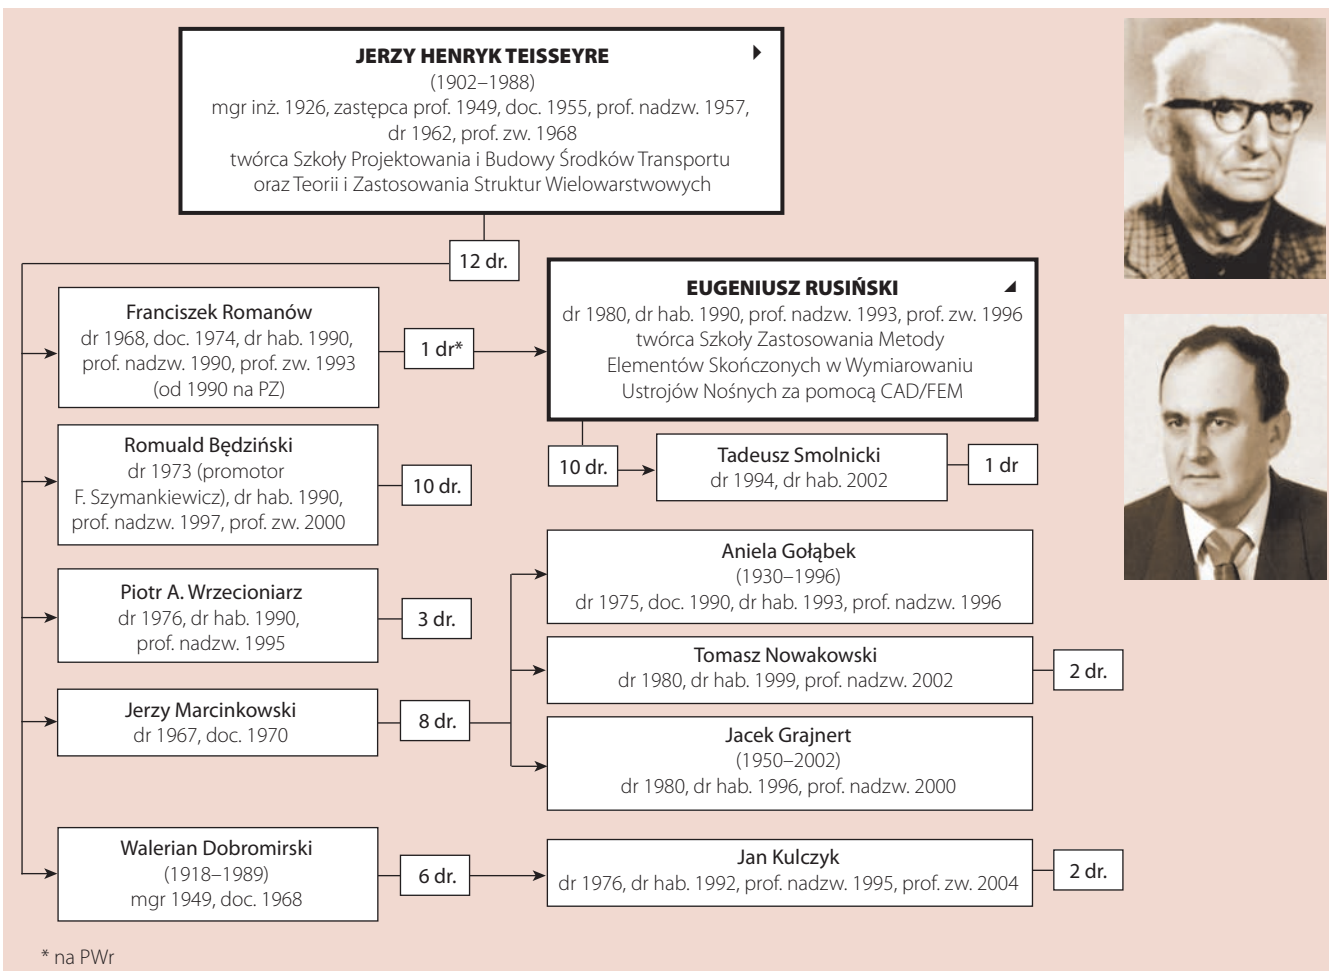 JERZY HENRYK TEISSEYRE
(1902–1988)
mgr inż. 1926, zastępca prof. 1949, doc. 1955, prof. nadzw. 1957,
dr 1962, prof. zw. 1968
twórca Szkoły Projektowania i Budowy Środków Transportu
oraz Teorii i Zastosowania Struktur Wielowarstwowych
12 dr.
Franciszek Romanów
dr 1968, doc. 1974, dr hab. 1990,
prof. nadzw. 1990, prof. zw. 1993
(od 1990 na PZ)
1 dr*
EUGENIUSZ RUSIŃSKI
dr 1980, dr hab. 1990, prof. nadzw. 1993, prof. zw. 1996
twórca Szkoły Zastosowania Metody
Elementów Skończonych w Wymiarowaniu
Ustrojów Nośnych za pomocą CAD/FEM
10 dr.
Tadeusz Smolnicki
dr 1994, dr hab. 2002
1 dr
Romuald Będziński
dr 1973 (promotor
F. Szymankiewicz), dr hab. 1990,
prof. nadzw. 1997, prof. zw. 2000
10 dr.
Piotr A. Wrzecioniarz
dr 1976, dr hab. 1990,
prof. nadzw. 1995
3 dr.
Jerzy Marcinkowski
dr 1967, doc. 1970
8 dr.
Aniela Gołąbek
(1930–1996)
dr 1975, doc. 1990, dr hab. 1993, prof. nadzw. 1996
Tomasz Nowakowski
dr 1980, dr hab. 1999, prof. nadzw. 2002
2 dr.
Jacek Grajnert
(1950–2002)
dr 1980, dr hab. 1996, prof. nadzw. 2000
Walerian Dobromirski
(1918–1989)
mgr 1949, doc. 1968
6 dr.
Jan Kulczyk
dr 1976, dr hab. 1992, prof. nadzw. 1995, prof. zw. 2004
2 dr.
* na PWr